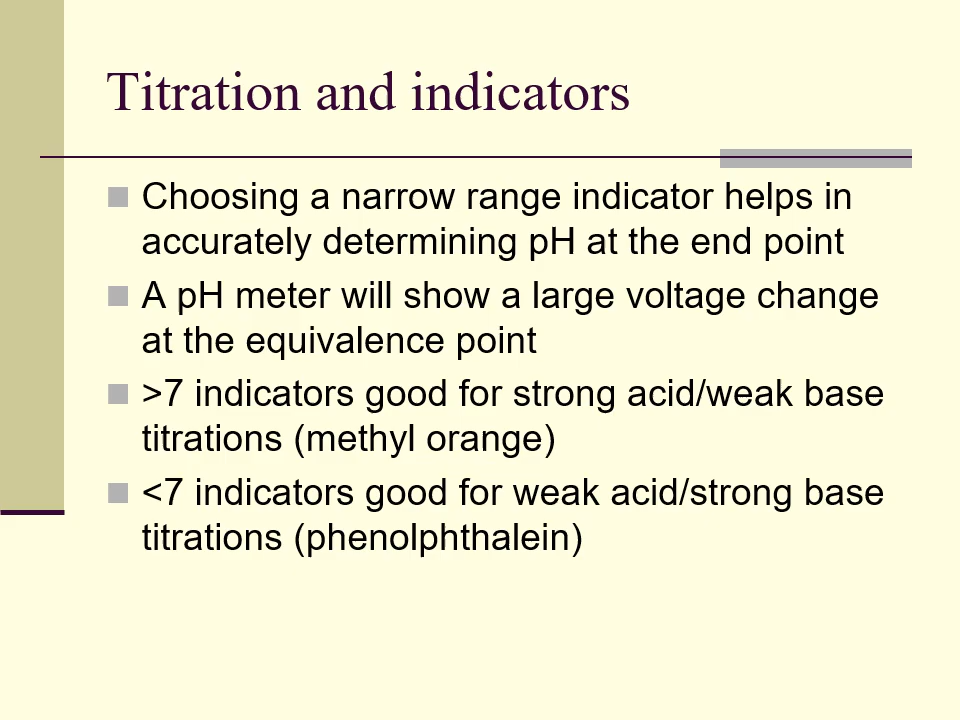 Titration and indicators
Choosing a narrow range indicator helps in
accurately determining pH at the end point
A pH meter will show a large voltage change
at the equivalence point
>7 indicators good for strong acid/weak base
titrations (methyl orange)
<7 indicators good for weak acid/strong base
titrations (phenolphthalein)